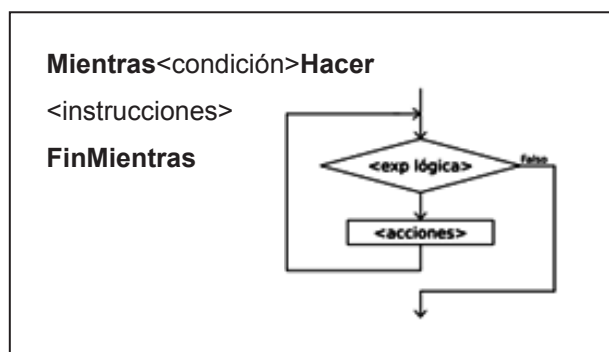 Mientras<condición>Hacer
<instrucciones>
FinMientras
<exp lógica>
Falso
<acciones>